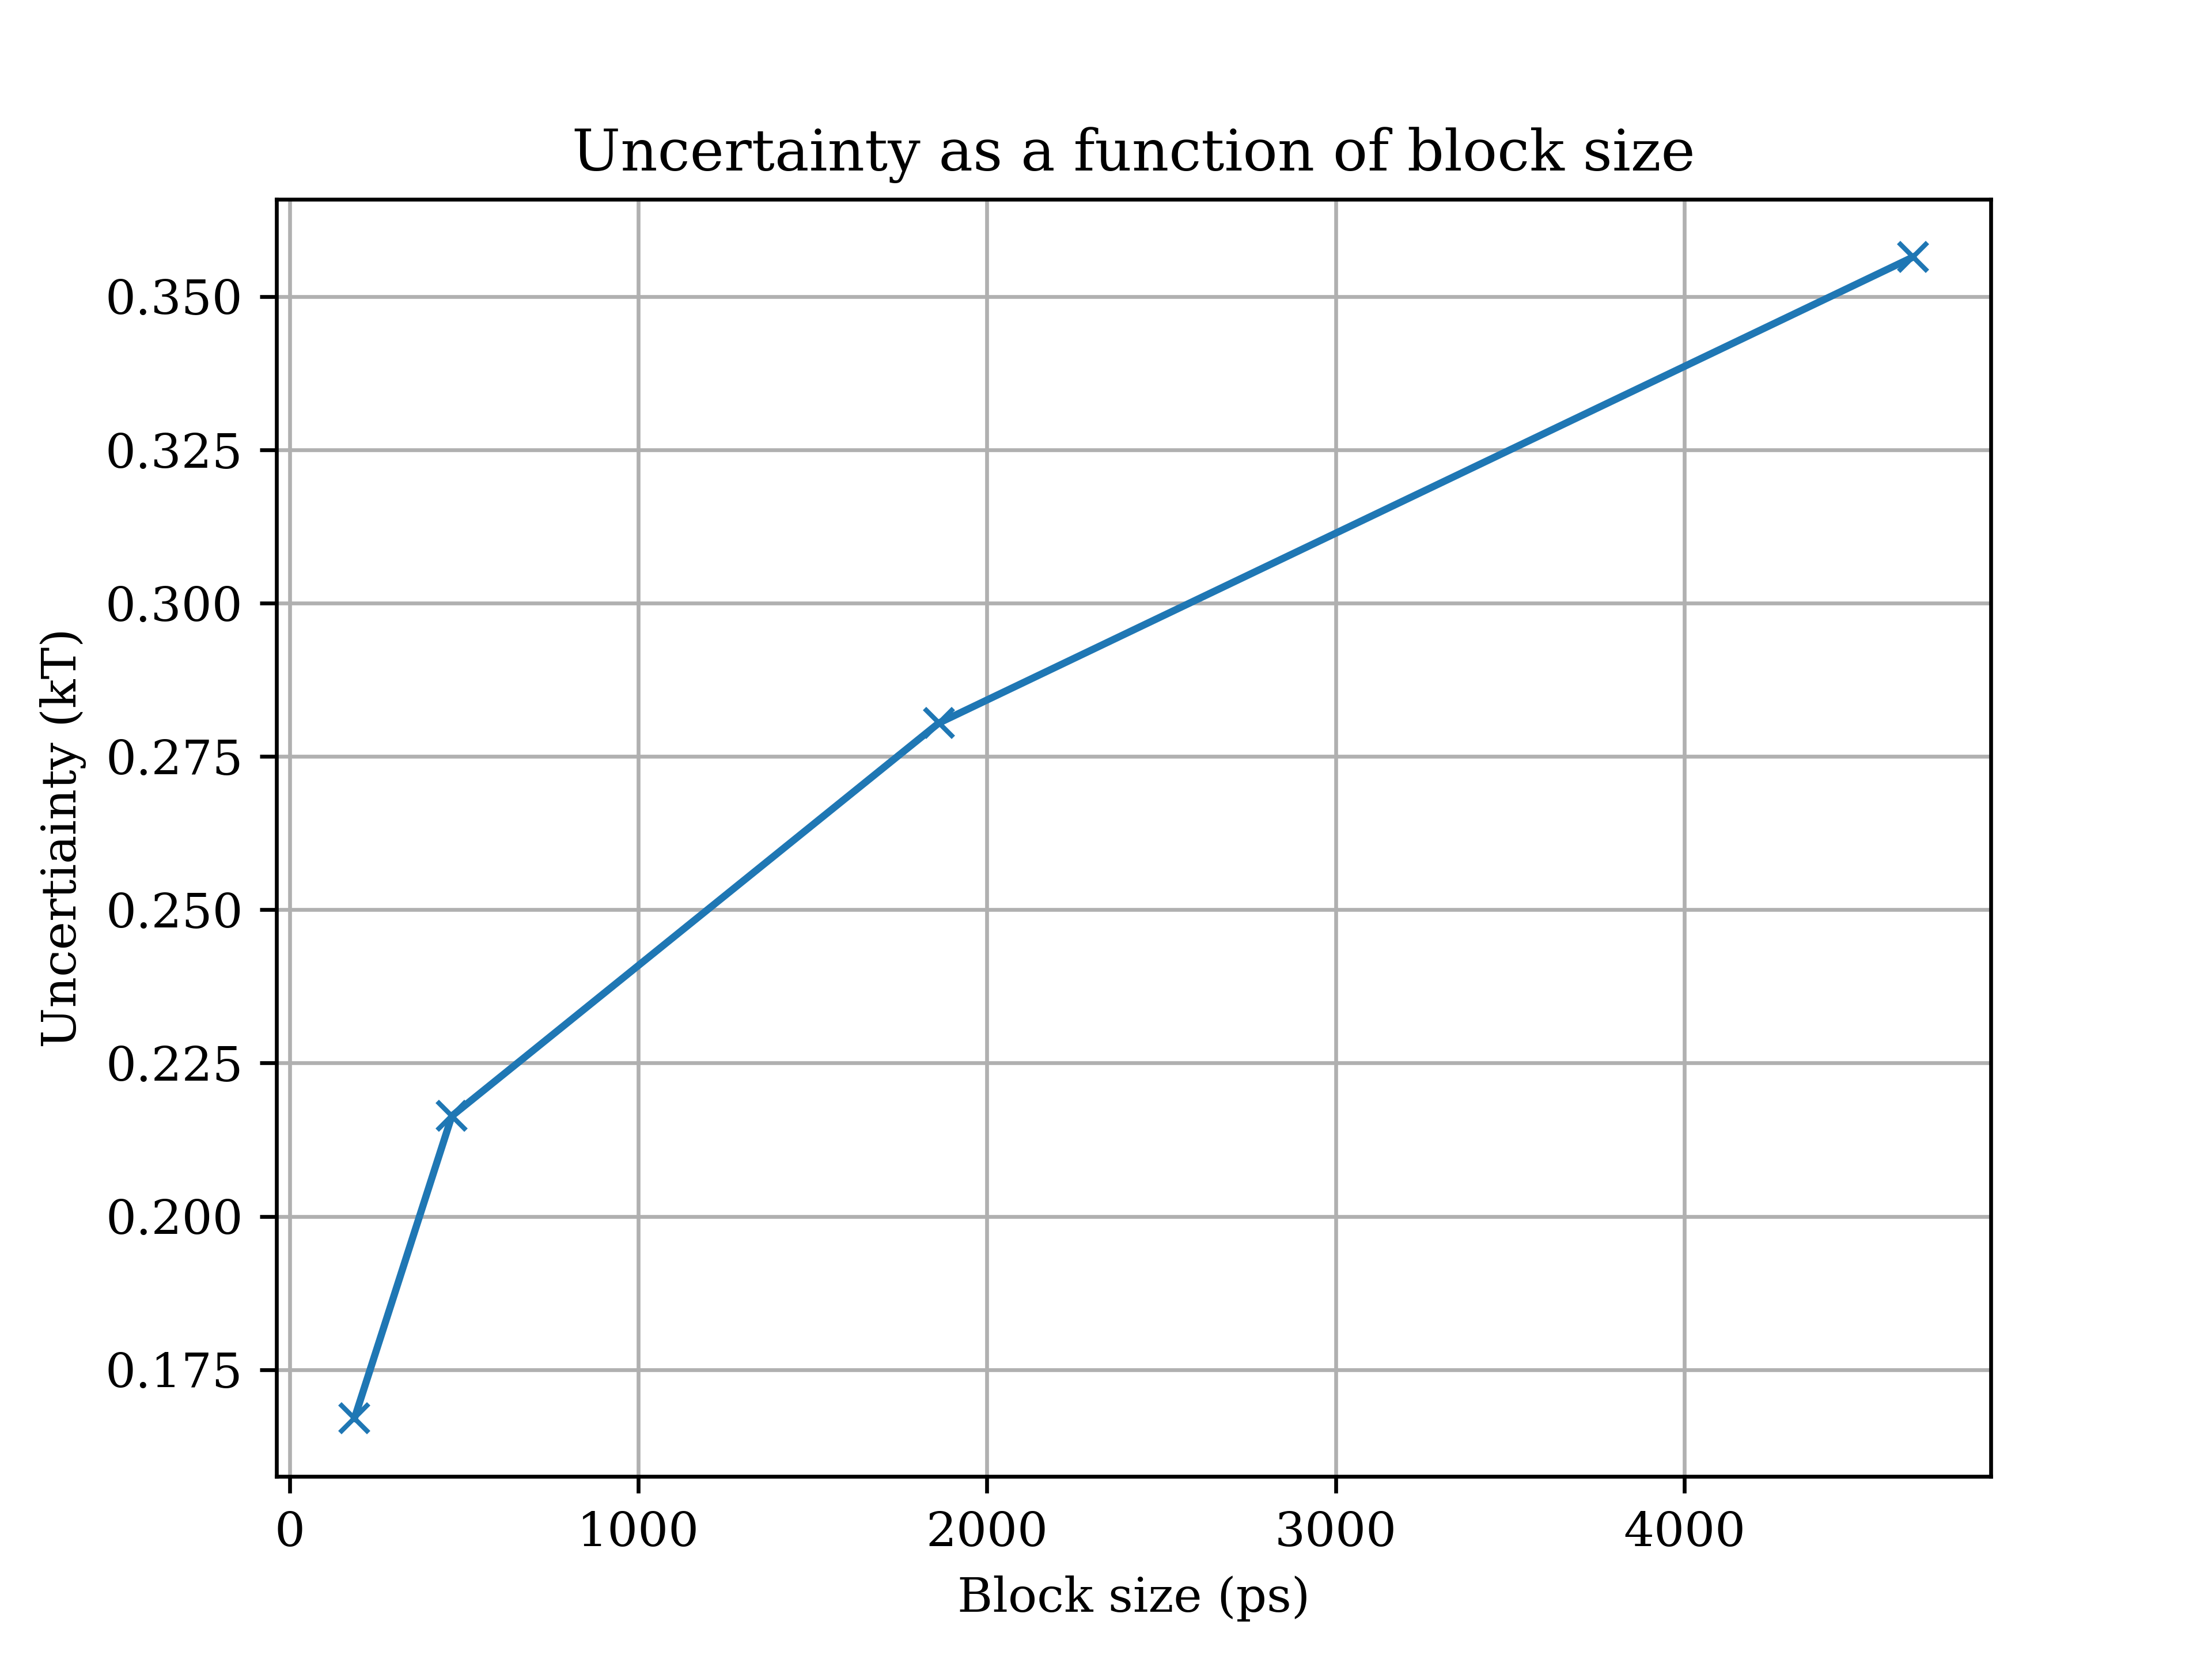 Uncertainty as a function of block size
0.350
0.325
0.300
0.275
0.250
0.225
0.200
0.175
Uncertiainty (kT)
0 1000 2000 3000 4000
Block size (ps)